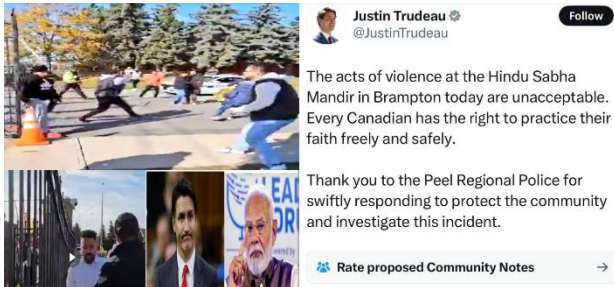 Justin Trudeau
Follow
@JustinTrudeau
The acts of violence at the Hindu Sabha
Mandir in Brampton today are unacceptable.
Every Canadian has the right to practice their
faith freely and safely.
Thank you to the Peel Regional Police for
swiftly responding to protect the community
and investigate this incident.
Rate proposed Community Notes
LEAD